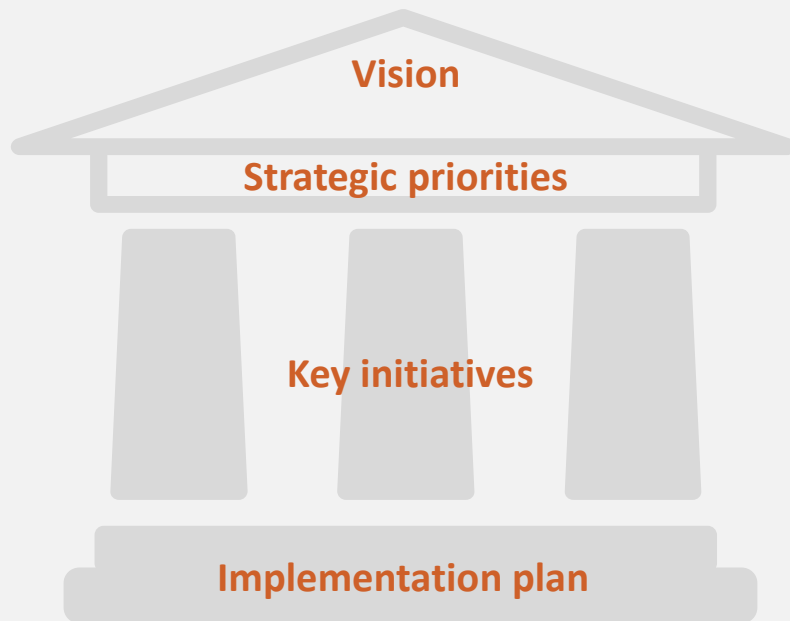 Vision
Strategic priorities
Key initiatives
Implementation plan